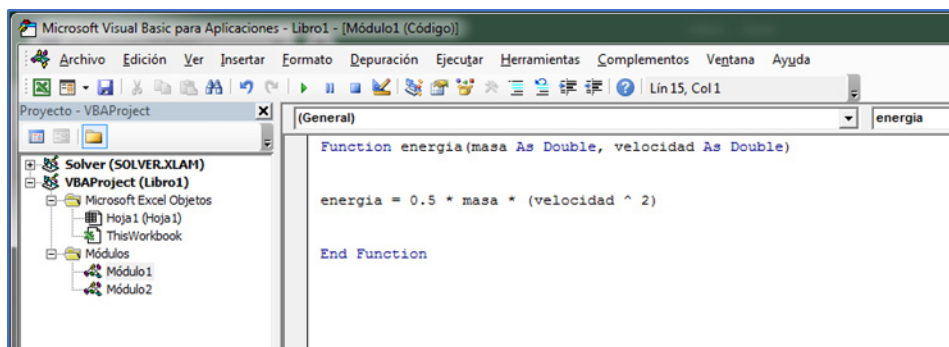 Microsoft Visual Basic para Aplicaciones - Libro1 - [Módulo1 (Código)]
Archivo Edición Ver Insertar Formato Depuración Ejecutar Herramientas Complementos Ventana Ayuda
Lín 15, Col 1
Proyecto - VBAProject
(General) energia
Solver (SOLVER.XLAM)
VBAProject (Libro1)
Microsoft Excel Objetos
Hoja1 (Hoja1)
ThisWorkbook
Módulos
Módulo1
Módulo2
Function energia(masa As Double, velocidad As Double)
energia = 0.5 * masa * (velocidad ^ 2)
End Function